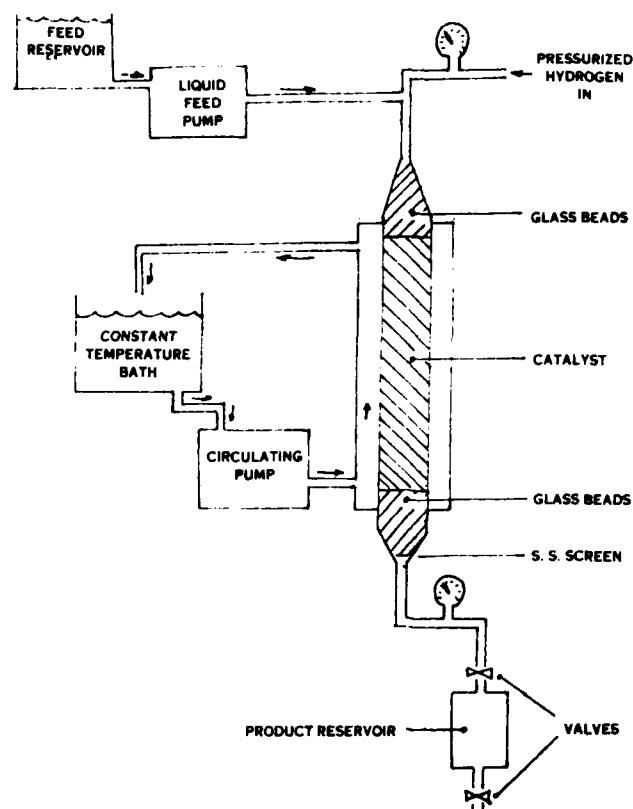 FEED
RESERVOIR
LIQUID
FEED
PUMP
PRESSURIZED
HYDROGEN
IN
GLASS BEADS
CONSTANT
TEMPERATURE
BATH
CATALYST
CIRCULATING
PUMP
GLASS BEADS
S. S. SCREEN
PRODUCT RESERVOIR
VALVES